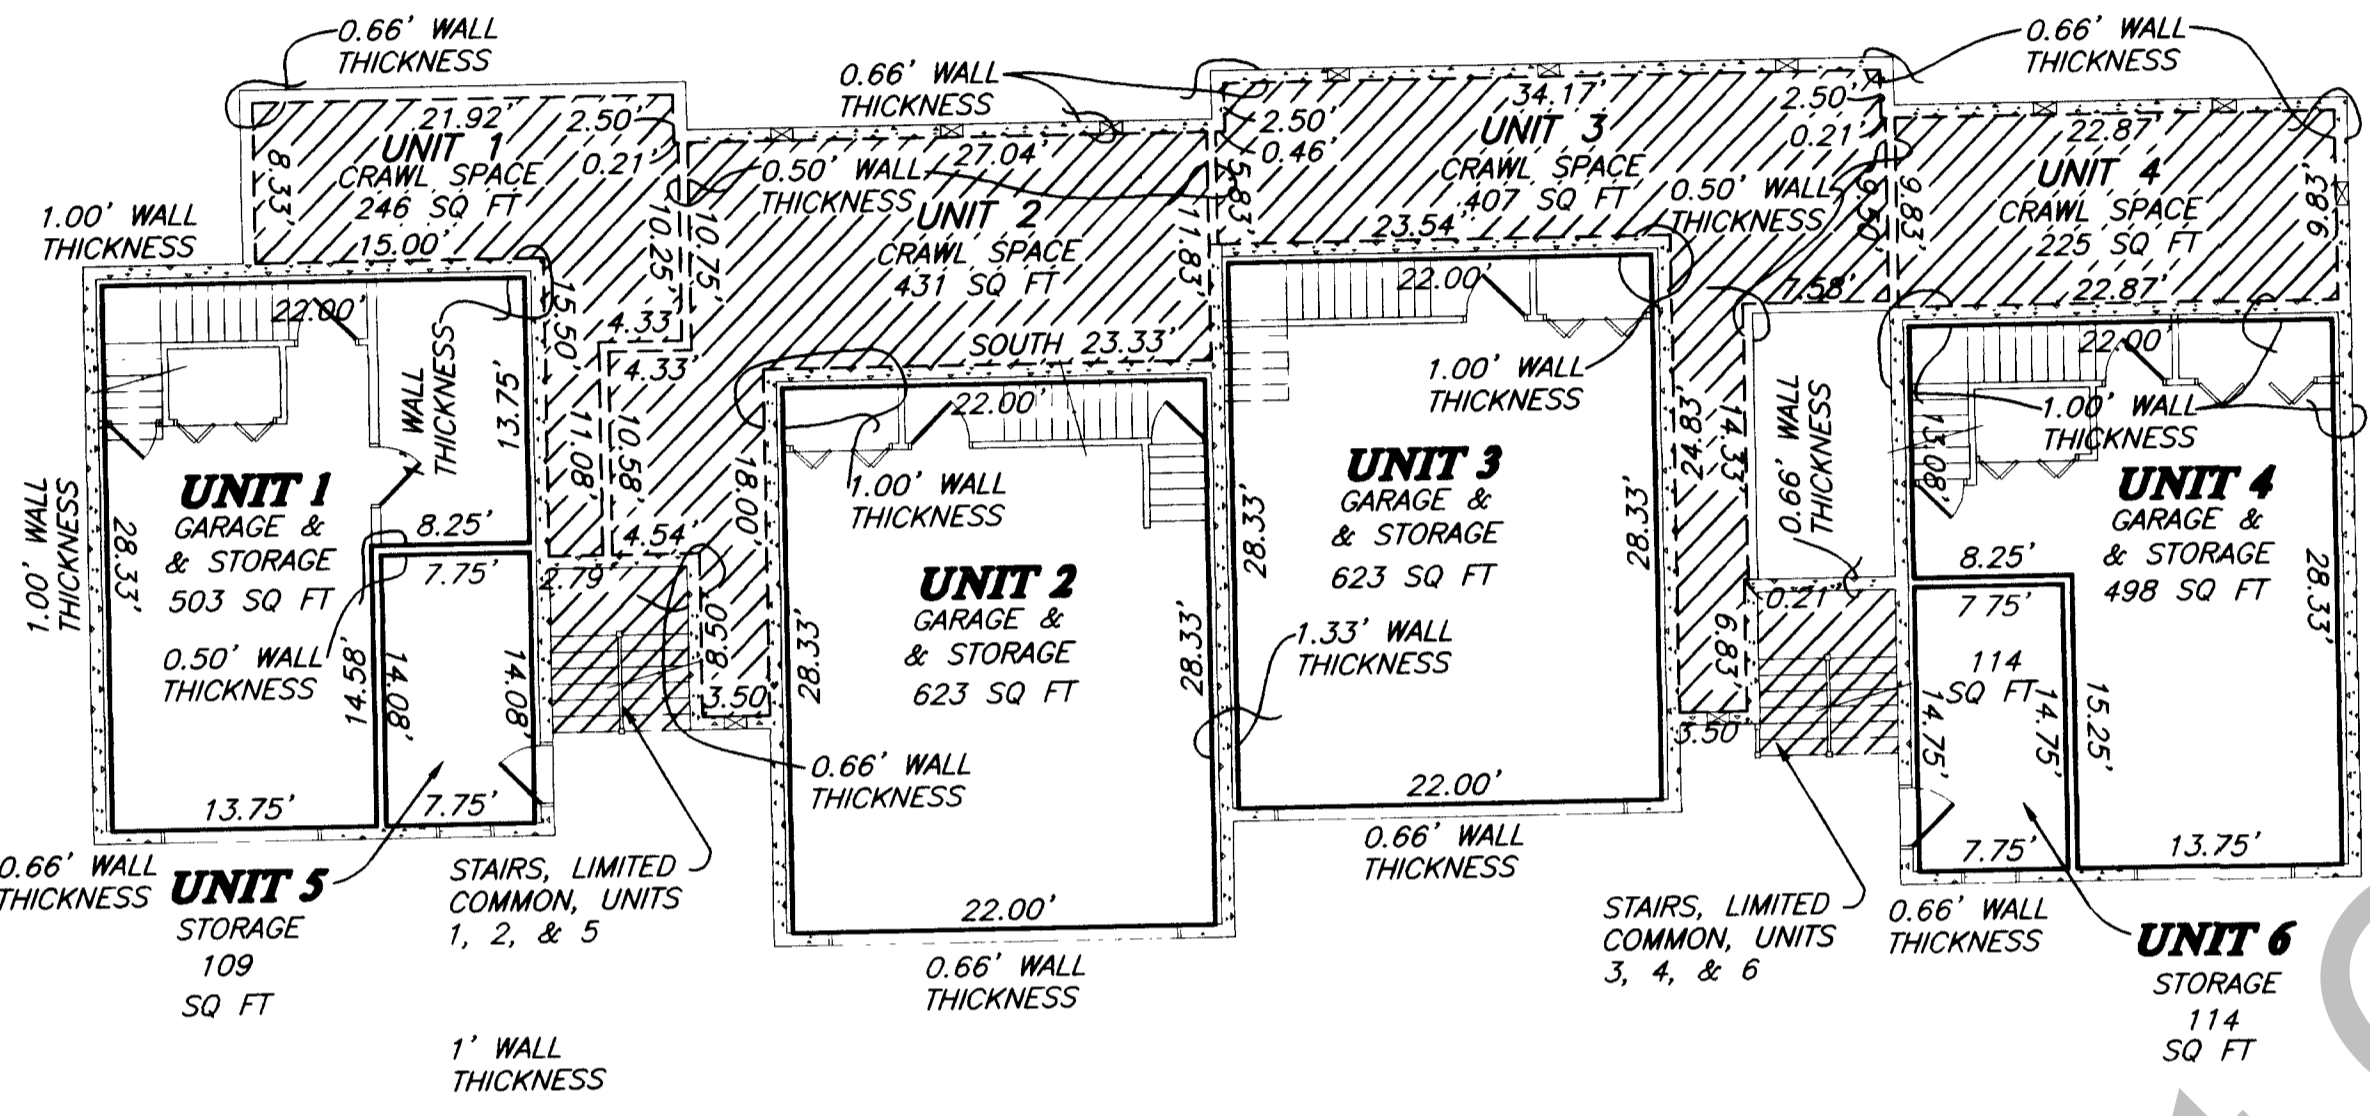 0.66' WALL
THICKNESS
0.66' WALL
THICKNESS
0.66' WALL
THICKNESS
21.92'
2.50'
UNIT 1
CRAWL SPACE
246 SQ FT
0.21'
8.33'
15.00'
10.25'
10.75'
1.00' WALL
THICKNESS
27.04'
0.50' WALL
THICKNESS
UNIT 2
CRAWL SPACE
431 SQ FT
11.83'
5.83'
SOUTH 23.33'
34.17'
2.50'
2.50'
0.46'
0.21'
UNIT 3
CRAWL SPACE
407 SQ FT
23.54'
0.50' WALL
THICKNESS
9.50'
9.83'
7.58'
22.87'
UNIT 4
CRAWL SPACE
225 SQ FT
22.87'
9.83'
22.00'
WALL
THICKNESS
13.75'
15.50'
4.33'
4.33'
11.08'
10.58'
4.54'
2.79'
18.00'
8.50'
3.50'
1.00' WALL
THICKNESS
28.33'
UNIT 1
GARAGE &
& STORAGE
503 SQ FT
8.25'
7.75'
0.50' WALL
THICKNESS
14.58'
14.08'
14.08'
13.75'
7.75'
22.00'
1.00' WALL
THICKNESS
UNIT 2
GARAGE &
& STORAGE
623 SQ FT
28.33'
28.33'
0.66' WALL
THICKNESS
22.00'
0.66' WALL
THICKNESS
22.00'
1.00' WALL
THICKNESS
UNIT 3
GARAGE &
& STORAGE
623 SQ FT
28.33'
28.33'
1.33' WALL
THICKNESS
22.00'
0.66' WALL
THICKNESS
24.83'
14.33'
0.66' WALL
THICKNESS
0.21'
6.83'
3.50'
22.00'
1.00' WALL
THICKNESS
13.08'
UNIT 4
GARAGE &
& STORAGE
498 SQ FT
28.33'
8.25'
7.75'
114
SQ FT
14.75'
14.75'
15.25'
7.75'
13.75'
0.66' WALL
THICKNESS
UNIT 5
STORAGE
109
SQ FT
STAIRS, LIMITED
COMMON, UNITS
1, 2, & 5
STAIRS, LIMITED
COMMON, UNITS
3, 4, & 6
0.66' WALL
THICKNESS
UNIT 6
STORAGE
114
SQ FT
1' WALL
THICKNESS